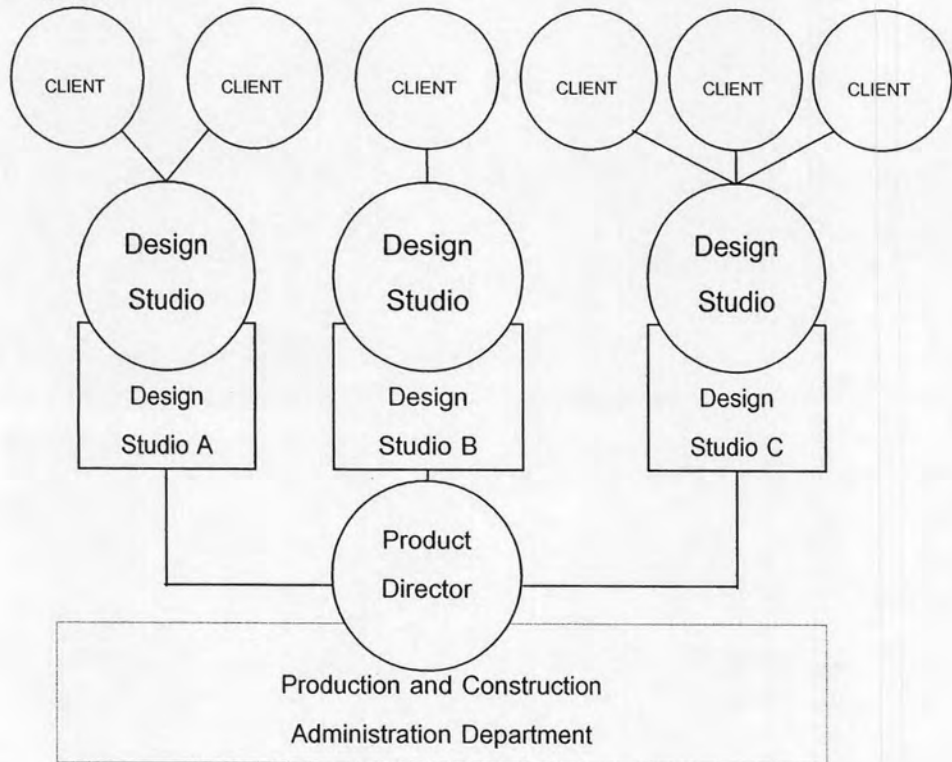 CLIENT
CLIENT
CLIENT
CLIENT
CLIENT
CLIENT
Design
Studio
Design
Studio
Design
Studio
Design
Studio A
Design
Studio B
Design
Studio C
Product
Director
Production and Construction
Administration Department